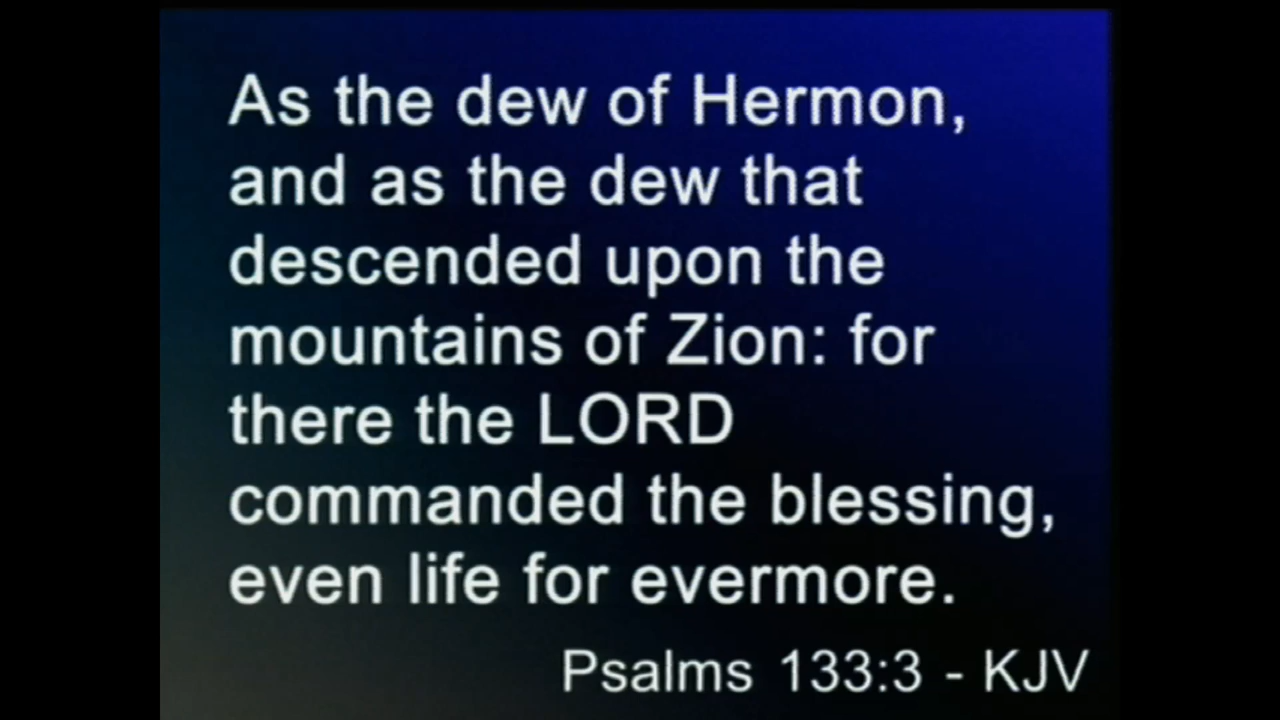 As the dew of Hermon,
and as the dew that
descended upon the
mountains of Zion: for
there the LORD
commanded the blessing,
even life for evermore.
Psalms 133:3 - KJV